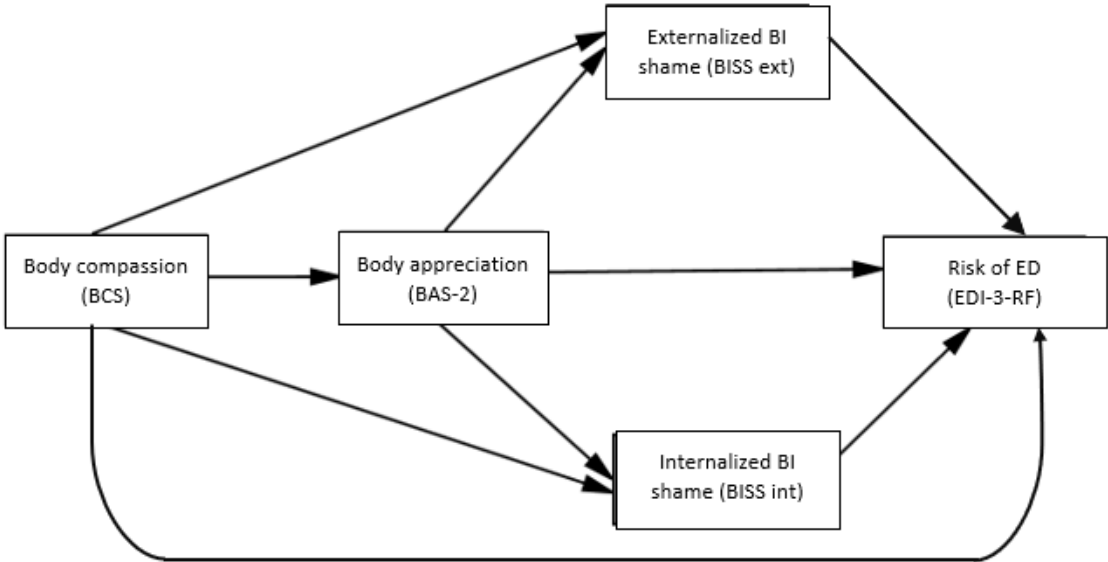 Externalized BI
shame (BISS ext)
Body compassion
(BCS)
Body appreciation
(BAS-2)
Risk of ED
(EDI-3-RF)
Internalized BI
shame (BISS int)